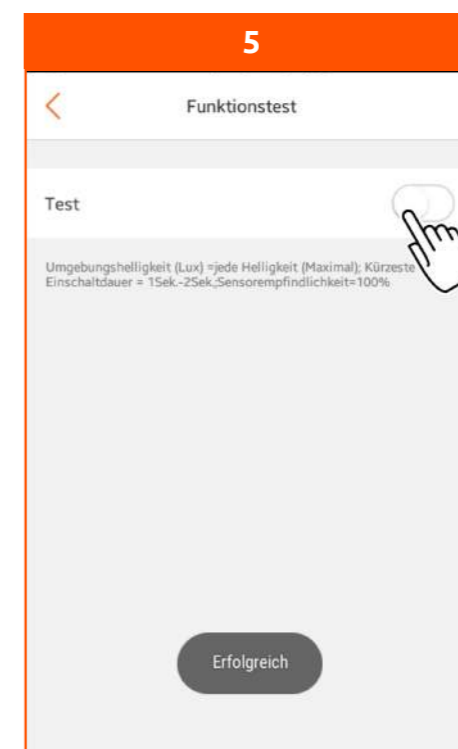 5
Funktionstest
Test
Umgebungshelligkeit (Lux) =jede Helligkeit (Maximal); Kürzeste
Einschaltdauer = 1Sek.-2Sek.;Sensorempfindlichkeit=100%
Erfolgreich